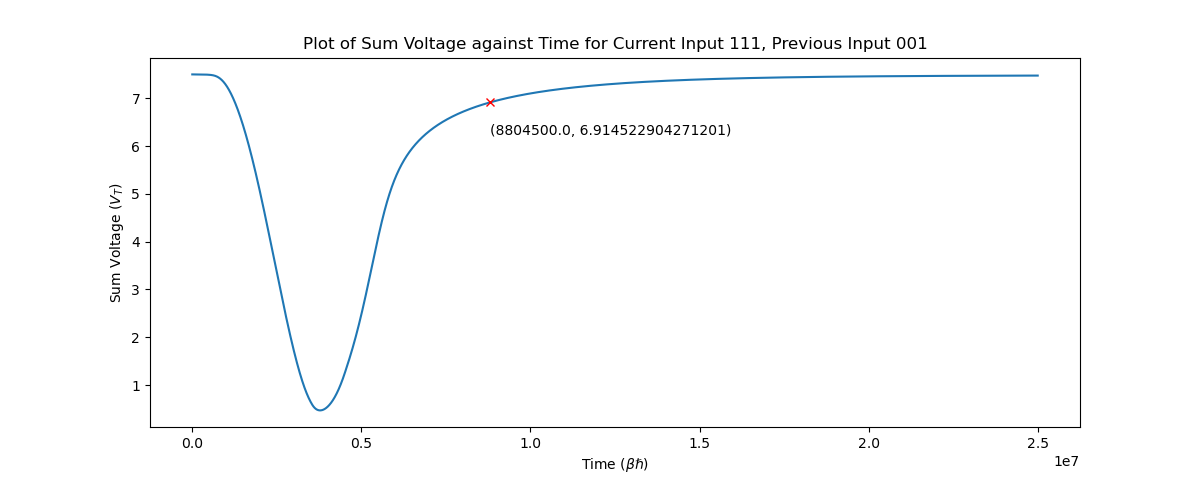 Plot of Sum Voltage against Time for Current Input 111, Previous Input 001
7
6
5
4
3
2
1
Sum Voltage (V_T)
(8804500.0, 6.914522904271201)
0.0 0.5 1.0 1.5 2.0 2.5
1e7
Time (βℏ)